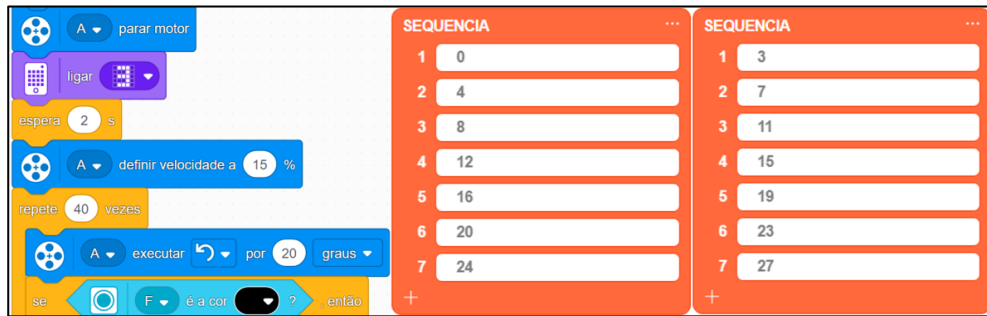 A parar motor
ligar
espera 2 s
A definir velocidade a 15 %
repete 40 vezes
A executar por 20 graus
se F é a cor ? então
SEQUENCIA ...
1 0
2 4
3 8
4 12
5 16
6 20
7 24
+
SEQUENCIA ...
1 3
2 7
3 11
4 15
5 19
6 23
7 27
+